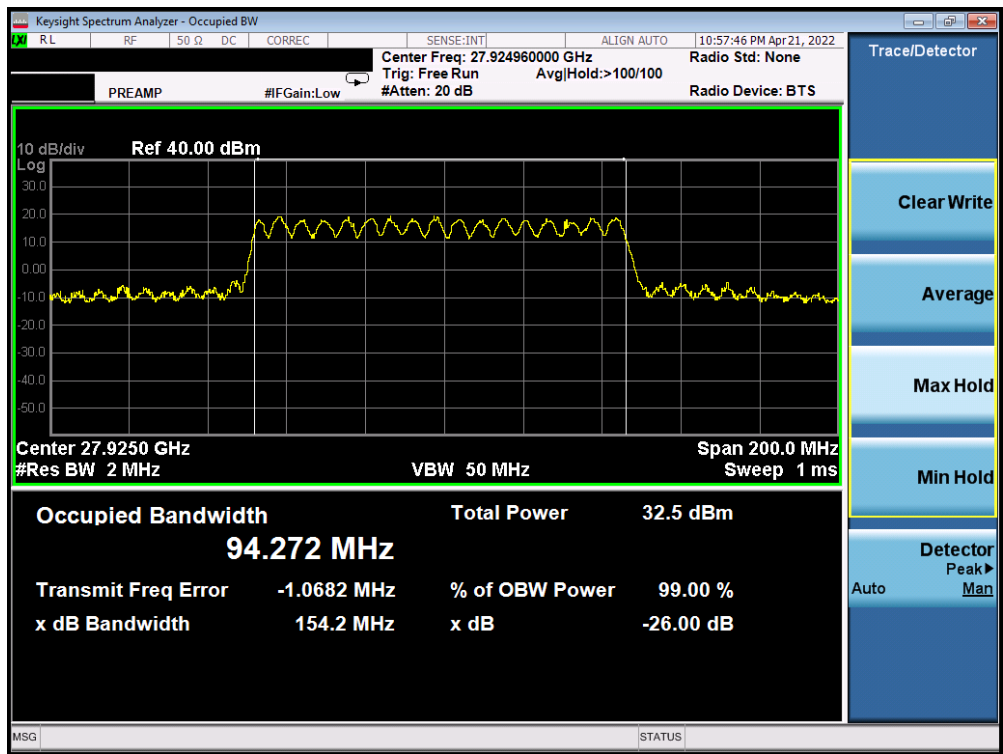 Keysight Spectrum Analyzer - Occupied BW
LXI RL RF 50 Ω DC CORREC SENSE:INT ALIGN AUTO 10:57:46 PM Apr 21, 2022
Center Freq: 27.924960000 GHz Radio Std: None
Trig: Free Run Avg|Hold:>100/100
PREAMP #IFGain:Low #Atten: 20 dB Radio Device: BTS
10 dB/div Ref 40.00 dBm
Log
30.0
20.0
10.0
0.00
-10.0
-20.0
-30.0
-40.0
-50.0
Center 27.9250 GHz Span 200.0 MHz
#Res BW 2 MHz VBW 50 MHz Sweep 1 ms
Occupied Bandwidth Total Power 32.5 dBm
94.272 MHz
Transmit Freq Error -1.0682 MHz % of OBW Power 99.00 %
x dB Bandwidth 154.2 MHz x dB -26.00 dB
MSG STATUS
Trace/Detector
Clear Write
Average
Max Hold
Min Hold
Detector
Peak▶
Auto Man